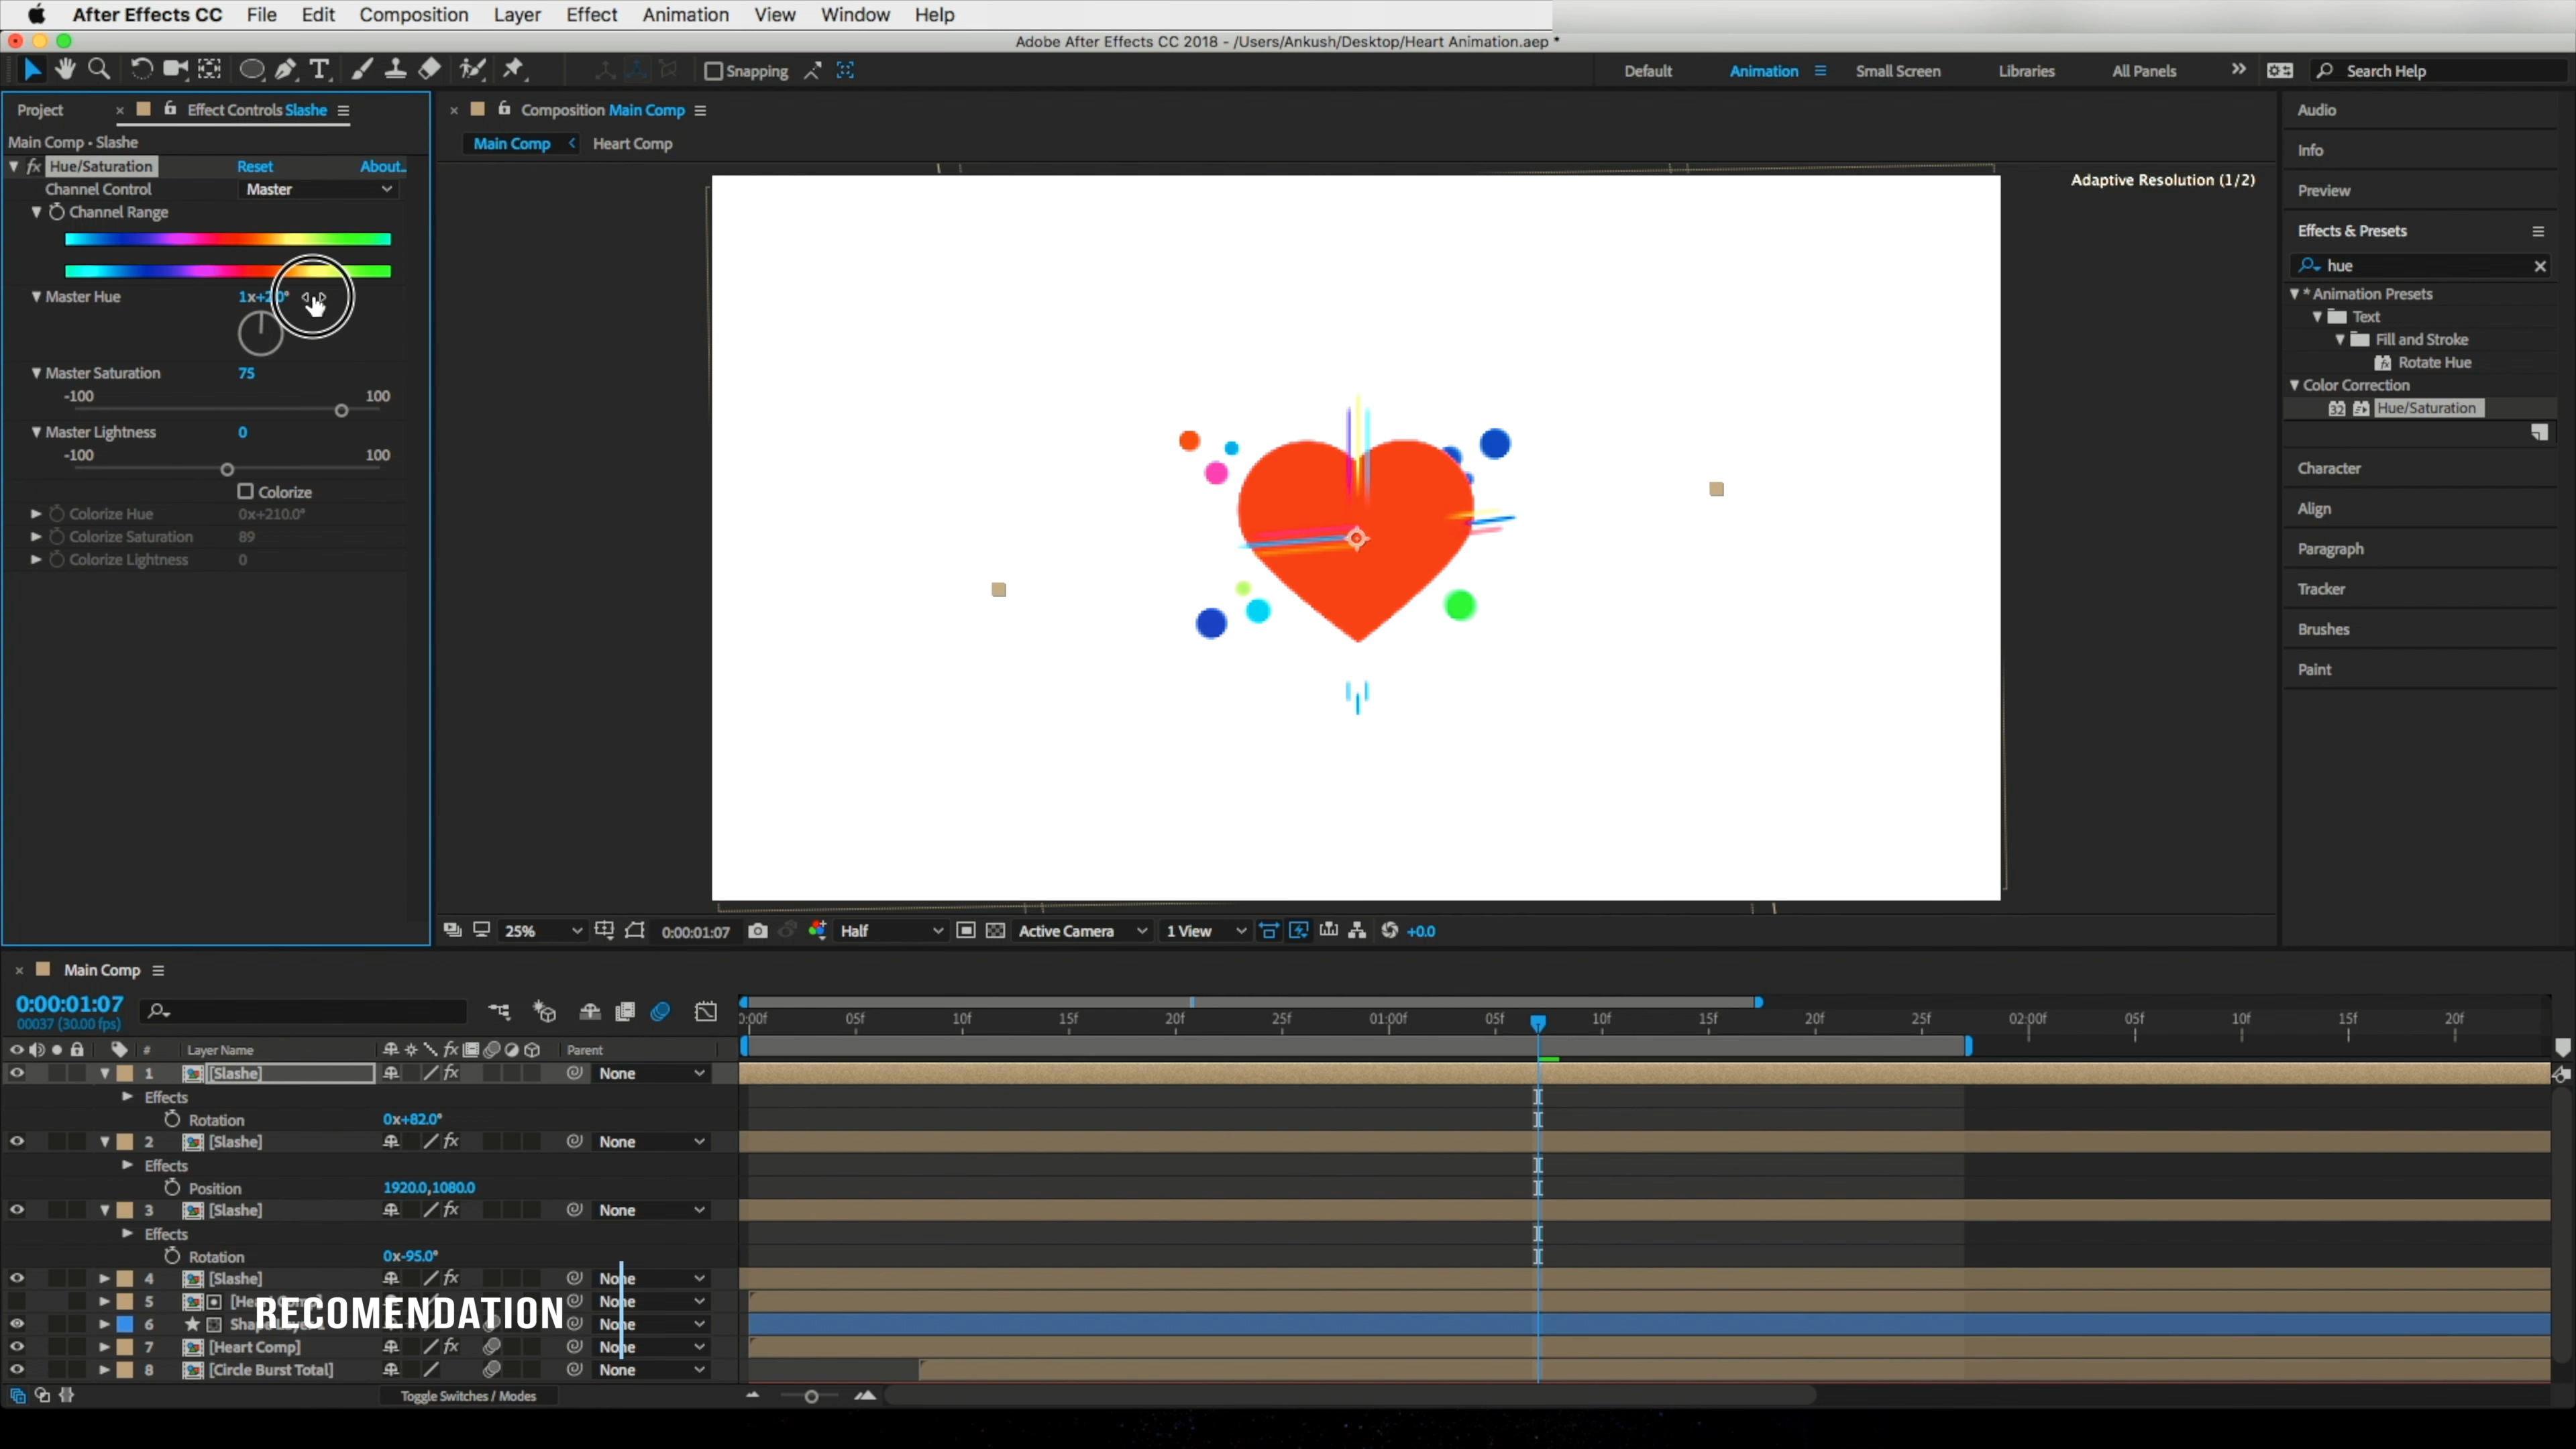 After Effects CC File Edit Composition Layer Effect Animation View Window Help
Adobe After Effects CC 2018 - /Users/Ankush/Desktop/Heart Animation.aep *
Snapping Default Animation Small Screen Libraries All Panels Search Help
Project Effect Controls Slashe
Main Comp • Slashe
Hue/Saturation Reset About..
Channel Control Master
Channel Range
Master Hue
Master Saturation 75
-100 100
Master Lightness 0
-100 100
Colorize
Colorize Hue 0x+210.0°
Colorize Saturation 89
Colorize Lightness 0
Composition Main Comp
Main Comp Heart Comp
Adaptive Resolution (1/2)
25% 0:00:01:07 Half Active Camera 1 View +0.0
Audio
Info
Preview
Effects & Presets
hue
* Animation Presets
Text
Fill and Stroke
Rotate Hue
Color Correction
32 Hue/Saturation
Character
Align
Paragraph
Tracker
Brushes
Paint
Main Comp
0:00:01:07
00037 (30.00 fps)
0:00f 05f 10f 15f 20f 25f 01:00f 05f 10f 15f 20f 25f 02:00f 05f 10f 15f 20f
# Layer Name Parent
1 [Slashe] None
Effects
Rotation 0x+82.0°
2 [Slashe] None
Effects
Position 1920.0,1080.0
3 [Slashe] None
Effects
Rotation 0x-95.0°
4 [Slashe] None
5 None
RECOMENDATION
6 None
7 [Heart Comp] None
8 [Circle Burst Total] None
Toggle Switches / Modes